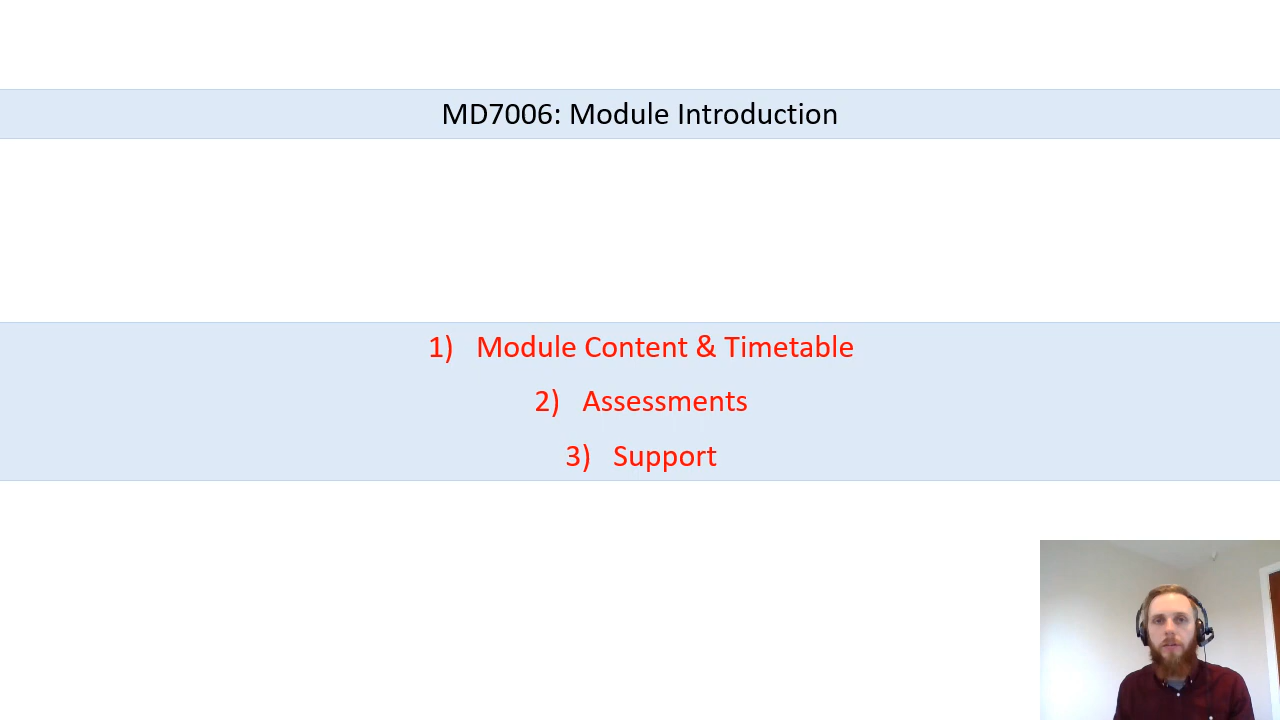 MD7006: Module Introduction
1) Module Content & Timetable
2) Assessments
3) Support